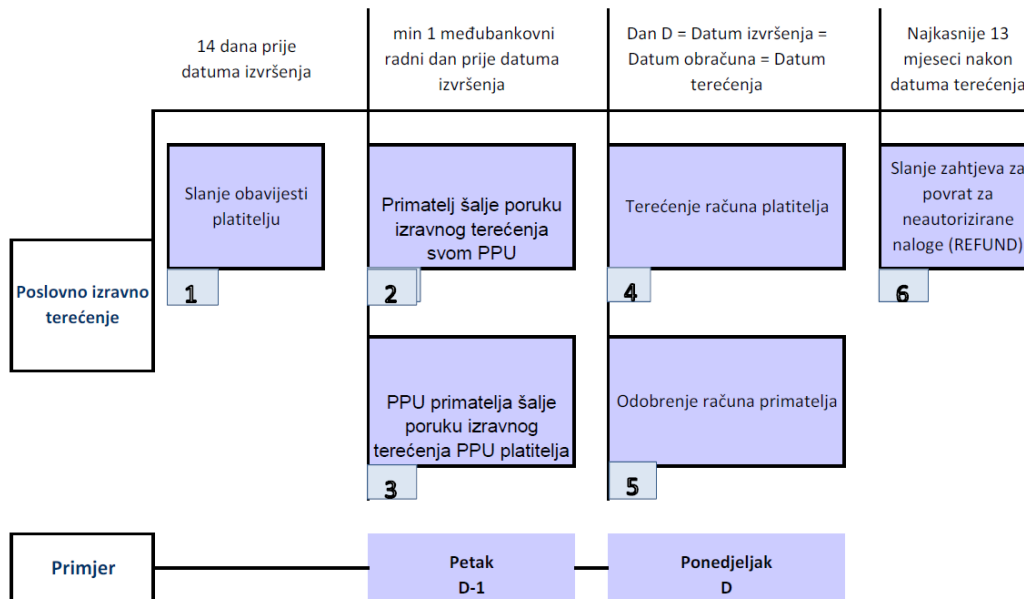 14 dana prije
datuma izvršenja
min 1 međubankovni
radni dan prije datuma
izvršenja
Dan D = Datum izvršenja =
Datum obračuna = Datum
terećenja
Najkasnije 13
mjeseci nakon
datuma terećenja
Poslovno izravno
terećenje
Slanje obavijesti
platitelju
1
Primatelj šalje poruku
izravnog terećenja
svom PPU
2
PPU primatelja šalje
poruku izravnog
terećenja PPU platitelja
3
Terećenje računa platitelja
4
Odobrenje računa primatelja
5
Slanje zahtjeva za
povrat za
neautorizirane
naloge (REFUND)
6
Primjer
Petak
D-1
Ponedjeljak
D